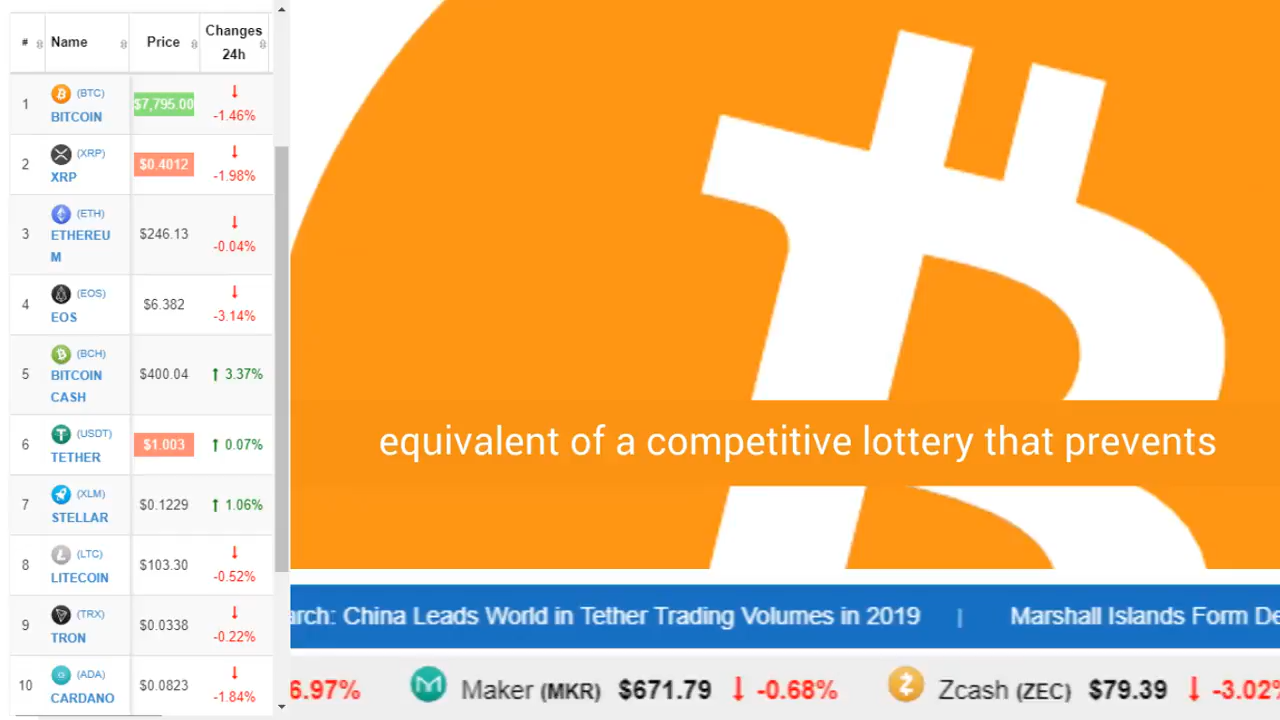 # Name Price Changes 24h
1 (BTC) BITCOIN $7,795.00 -1.46%
2 (XRP) XRP $0.4012 -1.98%
3 (ETH) ETHEREUM $246.13 -0.04%
4 (EOS) EOS $6.382 -3.14%
5 (BCH) BITCOIN CASH $400.04 3.37%
6 (USDT) TETHER $1.003 0.07%
7 (XLM) STELLAR $0.1229 1.06%
8 (LTC) LITECOIN $103.30 -0.52%
9 (TRX) TRON $0.0338 -0.22%
10 (ADA) CARDANO $0.0823 -1.84%
equivalent of a competitive lottery that prevents
arch: China Leads World in Tether Trading Volumes in 2019 | Marshall Islands Form De
6.97% Maker (MKR) $671.79 -0.68% Zcash (ZEC) $79.39 -3.02%